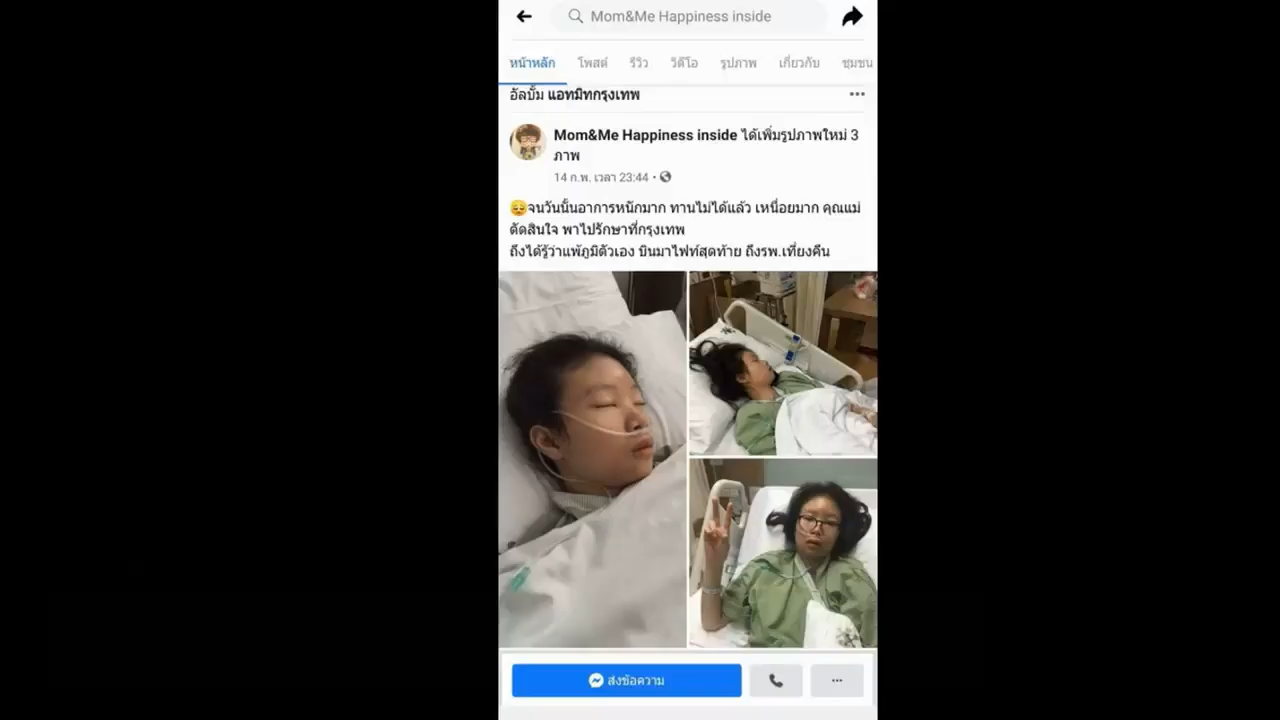 Mom&Me Happiness inside
หน้าหลัก โพสต์ รีวิว วิดีโอ รูปภาพ เกี่ยวกับ ชุมชน
อัลบั้ม แอทมิทกรุงเทพ
Mom&Me Happiness inside ได้เพิ่มรูปภาพใหม่ 3
ภาพ
14 ก.พ. เวลา 23:44
😔จนวันนั้นอาการหนักมาก ทานไม่ได้แล้ว เหนื่อยมาก คุณแม่
ตัดสินใจ พาไปรักษาที่กรุงเทพ
ถึงได้รู้ว่าแพ้ภูมิตัวเอง บินมาไฟท์สุดท้าย ถึงรพ.เที่ยงคืน
ส่งข้อความ